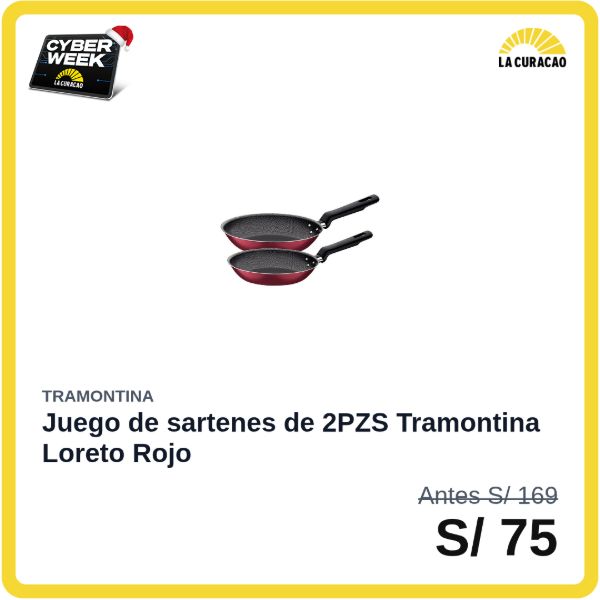 CYBER
WEEK
LA CURACAO
LA CURACAO
TRAMONTINA
Juego de sartenes de 2PZS Tramontina
Loreto Rojo
Antes S/ 169
S/ 75